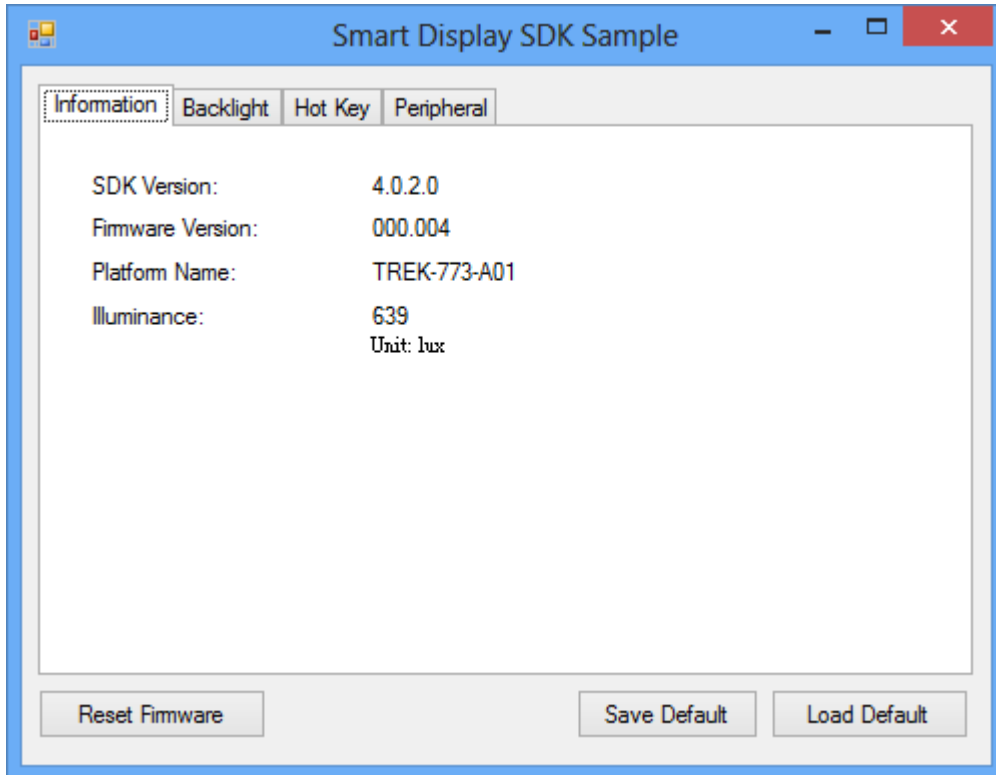 Smart Display SDK Sample
Information Backlight Hot Key Peripheral
SDK Version: 4.0.2.0
Firmware Version: 000.004
Platform Name: TREK-773-A01
Illuminance: 639
Unit: lux
Reset Firmware Save Default Load Default